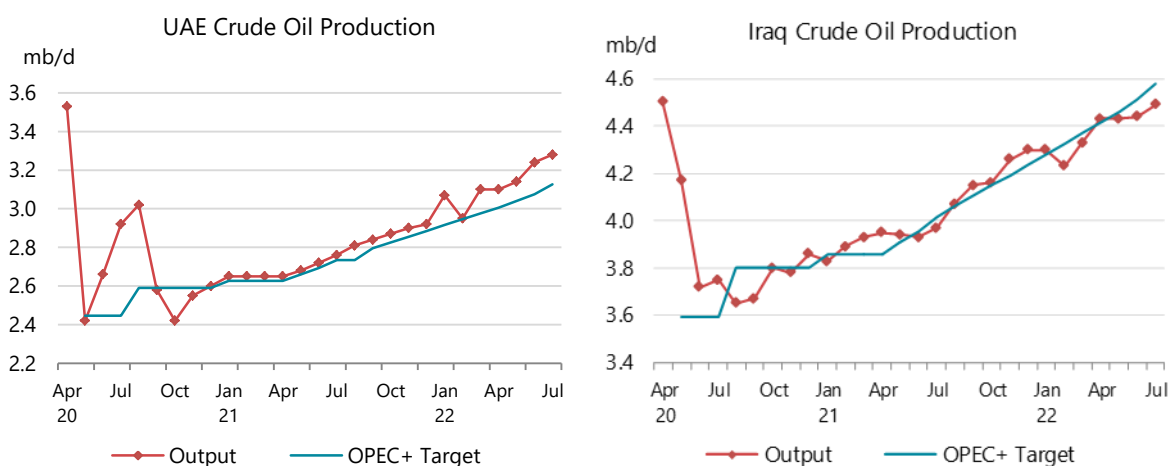 UAE Crude Oil Production
mb/d
3.6
3.4
3.2
3.0
2.8
2.6
2.4
2.2
Apr Jul Oct Jan Apr Jul Oct Jan Apr Jul
20 21 22
Output OPEC+ Target
Iraq Crude Oil Production
mb/d
4.6
4.4
4.2
4.0
3.8
3.6
3.4
Apr Jul Oct Jan Apr Jul Oct Jan Apr Jul
20 21 22
Output OPEC+ Target